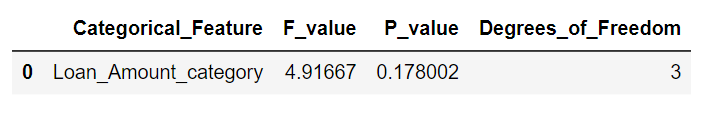 Categorical_Feature F_value P_value Degrees_of_Freedom
0 Loan_Amount_category 4.91667 0.178002 3